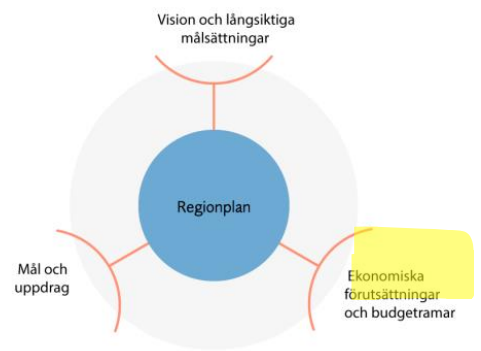 Vision och långsiktiga
målsättningar
Regionplan
Mål och
uppdrag
Ekonomiska
förutsättningar
och budgetramar